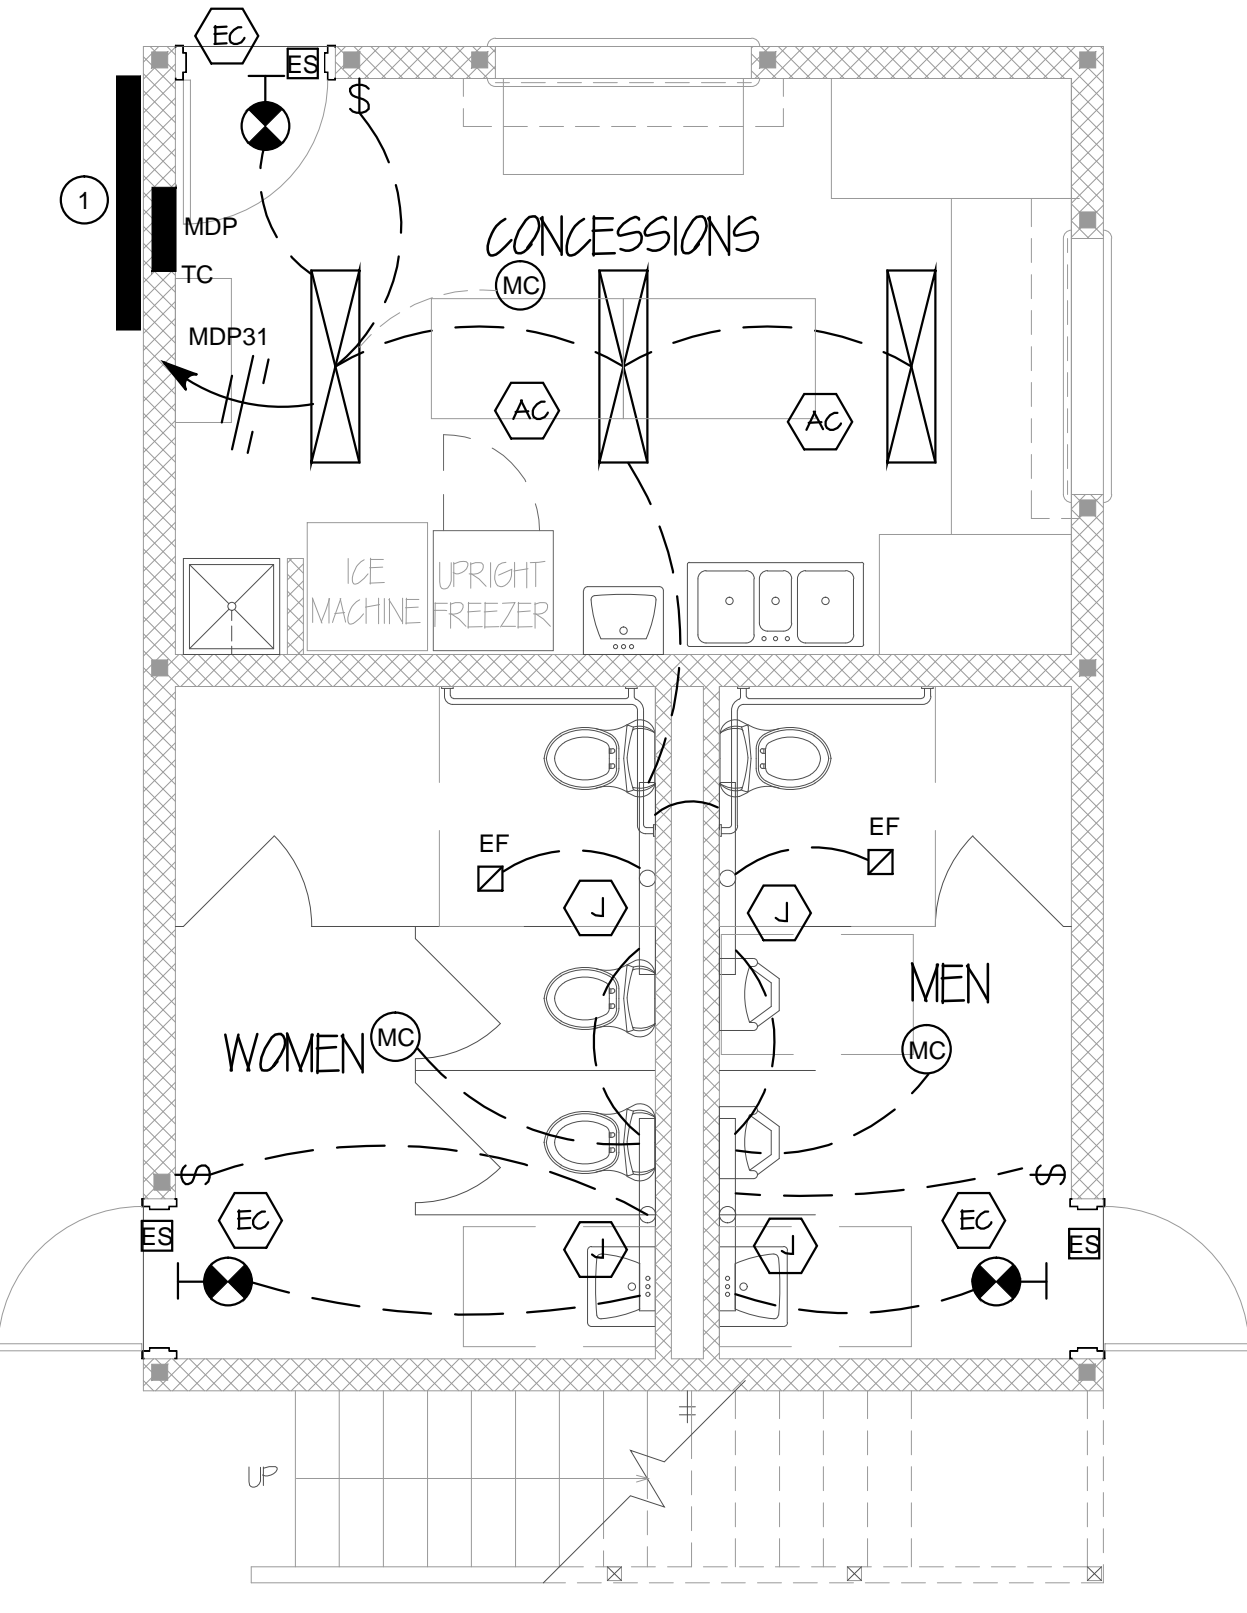 EC
ES
$
1
MDP
CONCESSIONS
TC
MC
MDP31
AC
AC
ICE
MACHINE
UPRIGHT
FREEZER
EF
EF
J
J
MEN
WOMEN
MC
MC
$
$
EC
EC
ES
ES
J
J
UP